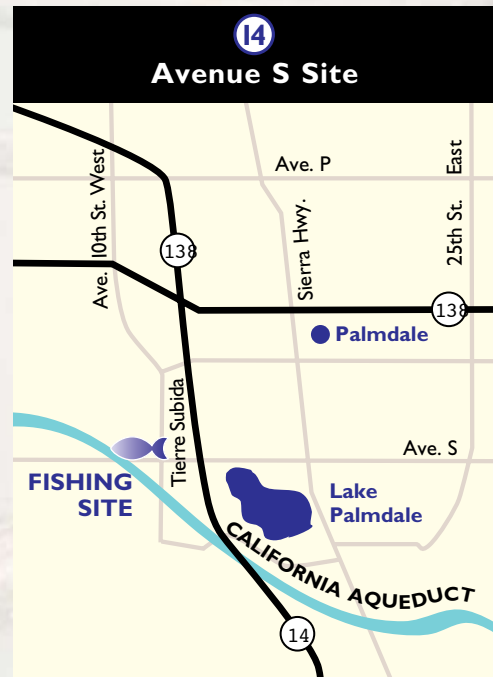 14
Avenue S Site
Ave. P
Ave. 10th St. West
25th St. East
138
Sierra Hwy.
138
Palmdale
Tierre Subida
Ave. S
FISHING
SITE
Lake
Palmdale
CALIFORNIA AQUEDUCT
14